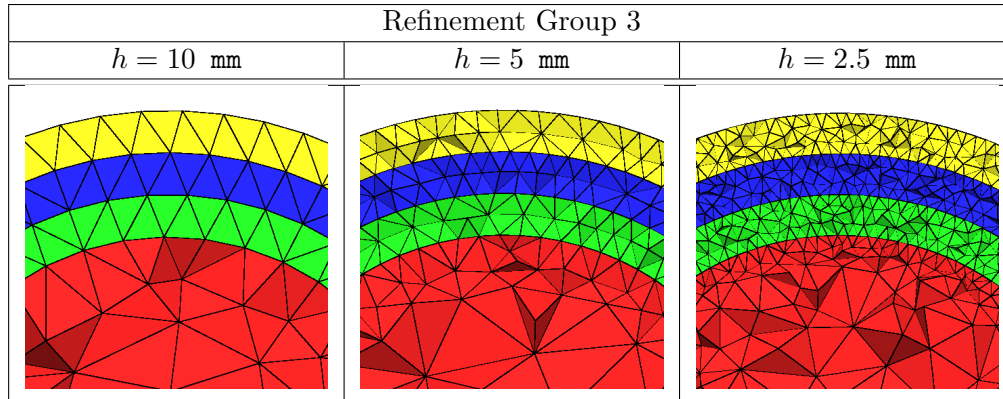 Refinement Group 3
h = 10 mm h = 5 mm h = 2.5 mm